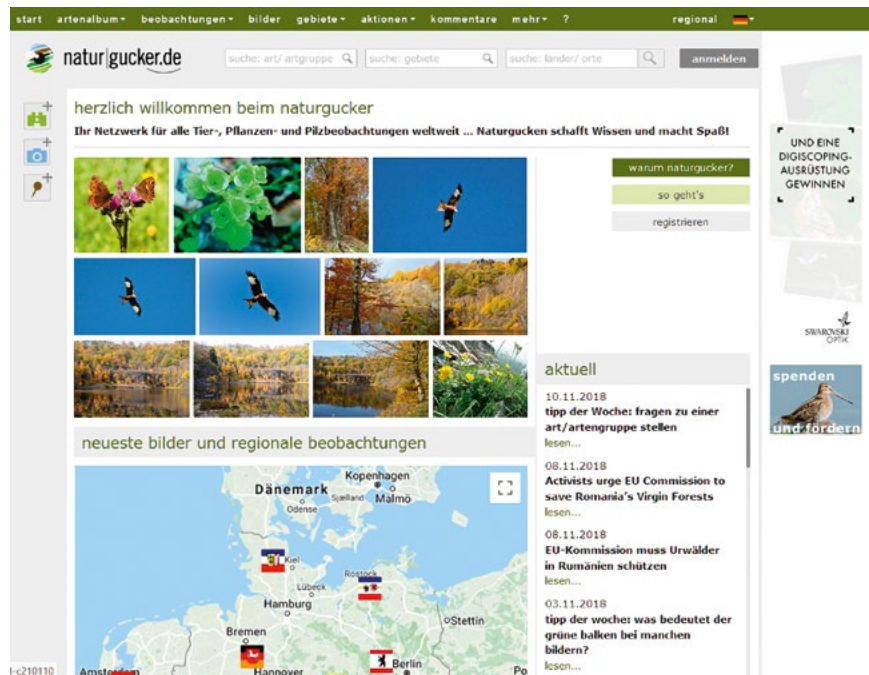 start artenalbum beobachtungen bilder gebiete aktionen kommentare mehr ? regional
natur|gucker.de
suche: art/ artgruppe
suche: gebiete
suche: länder/ orte
anmelden
herzlich willkommen beim naturgucker
Ihr Netzwerk für alle Tier-, Pflanzen- und Pilzbeobachtungen weltweit ... Naturgucken schafft Wissen und macht Spaß!
warum naturgucker?
so geht's
registrieren
UND EINE
DIGISCOPING-
AUSRÜSTUNG
GEWINNEN
SWAROVSKI
OPTIK
spenden
und fördern
aktuell
10.11.2018
tipp der Woche: fragen zu einer
art/artengruppe stellen
lesen...
08.11.2018
Activists urge EU Commission to
save Romania's Virgin Forests
lesen...
08.11.2018
EU-Kommission muss Urwälder
in Rumänien schützen
lesen...
03.11.2018
tipp der woche: was bedeutet der
grüne balken bei manchen
bildern?
lesen...
neueste bilder und regionale beobachtungen
Kopenhagen
Dänemark
Sjælland
Malmö
Odense
Kiel
Rostock
Lübeck
Hamburg
Stettin
Bremen
Berlin
Amsterdam
Hannover
Po
l-c210110